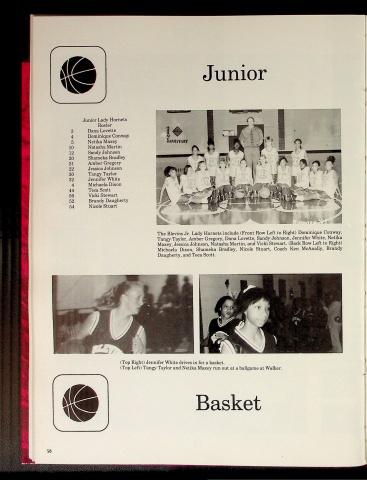 Junior
Junior Lady Hornets
Roster
3 Dana Lovette
4 Dominique Conway
5 Netika Massy
10 Natasha Martin
12 Sandy Johnson
20 Shameka Bradley
21 Amber Gregory
22 Jessica Johnson
30 Tangy Taylor
32 Jennifer White
4 Michaela Dixon
44 Toca Scott
50 Vicki Stewart
52 Brandy Daugherty
54 Nicole Stuart
The Blevins Jr. Lady Hornets include (Front Row Left to Right) Dominique Conway,
Tangy Taylor, Amber Gregory, Dana Lovette, Sandy Johnson, Jennifer White, Netika
Massey, Jessica Johnson, Natasha Martin, and Vicki Stewart. (Back Row Left to Right)
Michaela Dixon, Shameka Bradley, Nicole Stuart, Coach Ken McAnally, Brandy
Daugherty, and Toca Scott.
(Top Right) Jennifer White drives in for a basket.
(Top Left) Tangy Taylor and Netika Massy run out at a ballgame at Walker.
Basket
58